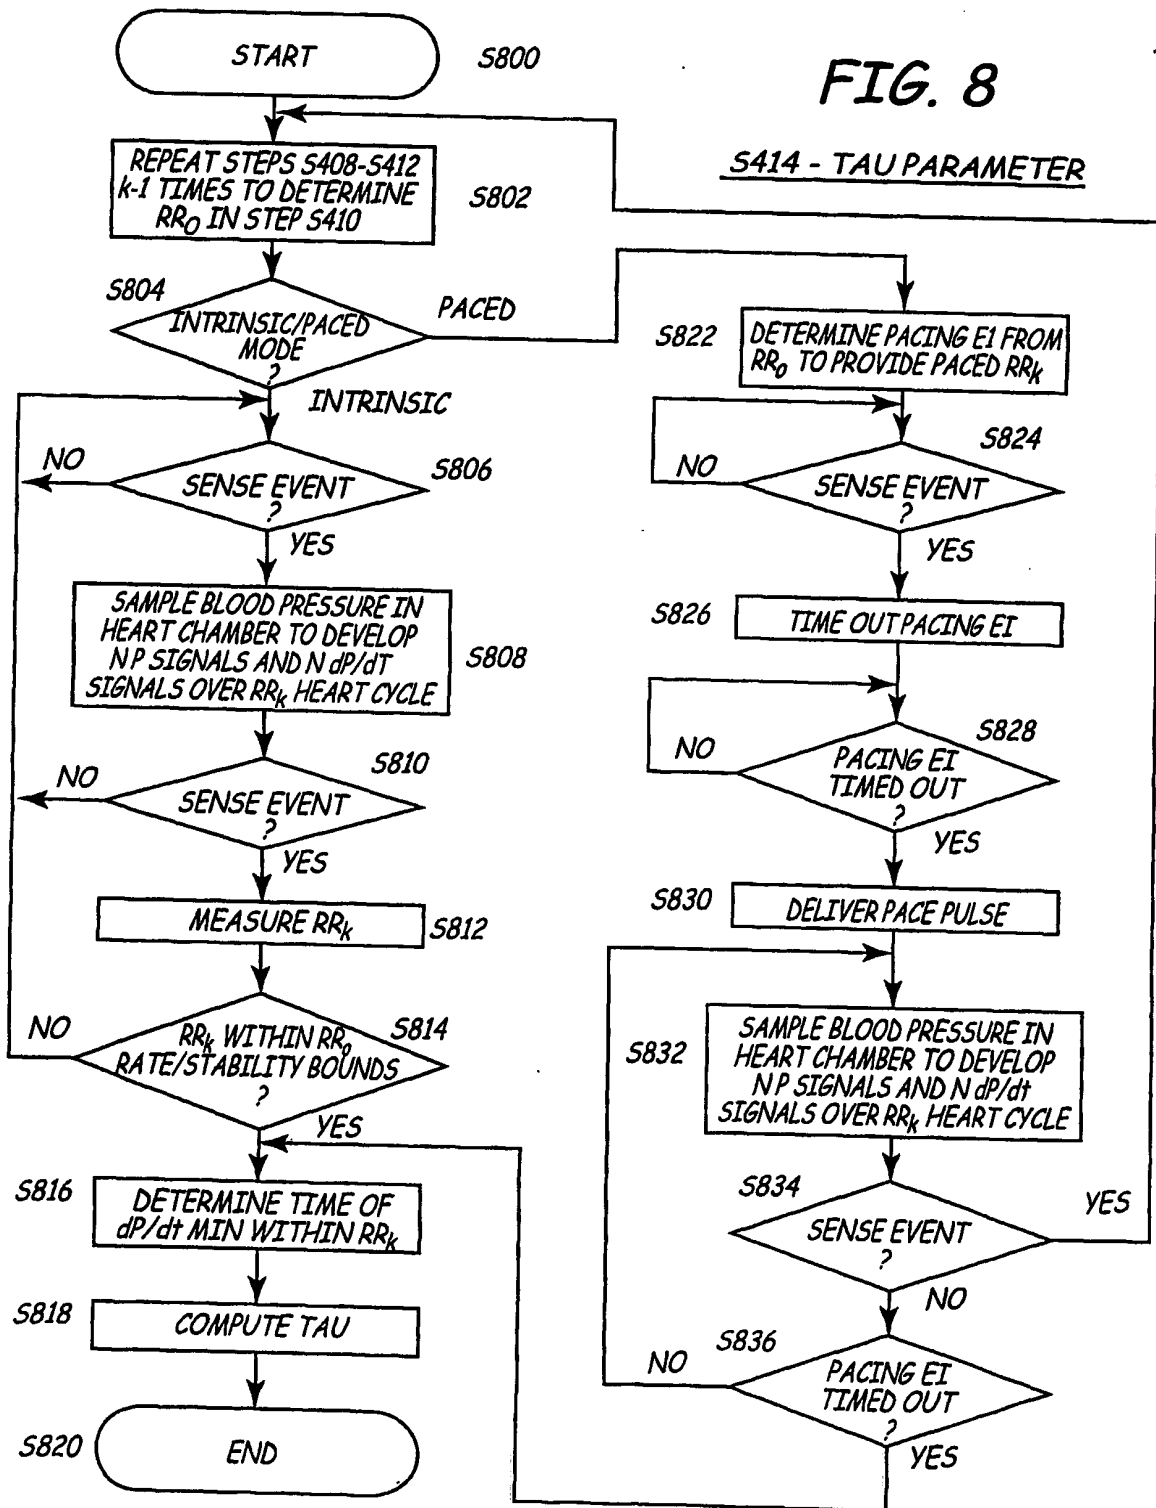 START
S800
FIG. 8
S414 - TAU PARAMETER
REPEAT STEPS S408-S412
k-1 TIMES TO DETERMINE
RR₀ IN STEP S410
S802
S804
INTRINSIC/PACED
MODE
?
PACED
INTRINSIC
NO
SENSE EVENT
?
S806
YES
SAMPLE BLOOD PRESSURE IN
HEART CHAMBER TO DEVELOP
N P SIGNALS AND N dP/dT
SIGNALS OVER RRₖ HEART CYCLE
S808
NO
SENSE EVENT
?
S810
YES
MEASURE RRₖ
S812
NO
RRₖ WITHIN RR₀
RATE/STABILITY BOUNDS
?
S814
YES
S816
DETERMINE TIME OF
dP/dt MIN WITHIN RRₖ
S818
COMPUTE TAU
S820
END
S822
DETERMINE PACING EI FROM
RR₀ TO PROVIDE PACED RRₖ
S824
NO
SENSE EVENT
?
YES
S826
TIME OUT PACING EI
S828
NO
PACING EI
TIMED OUT
?
YES
S830
DELIVER PACE PULSE
S832
SAMPLE BLOOD PRESSURE IN
HEART CHAMBER TO DEVELOP
N P SIGNALS AND N dP/dt
SIGNALS OVER RRₖ HEART CYCLE
S834
SENSE EVENT
?
YES
NO
S836
NO
PACING EI
TIMED OUT
?
YES